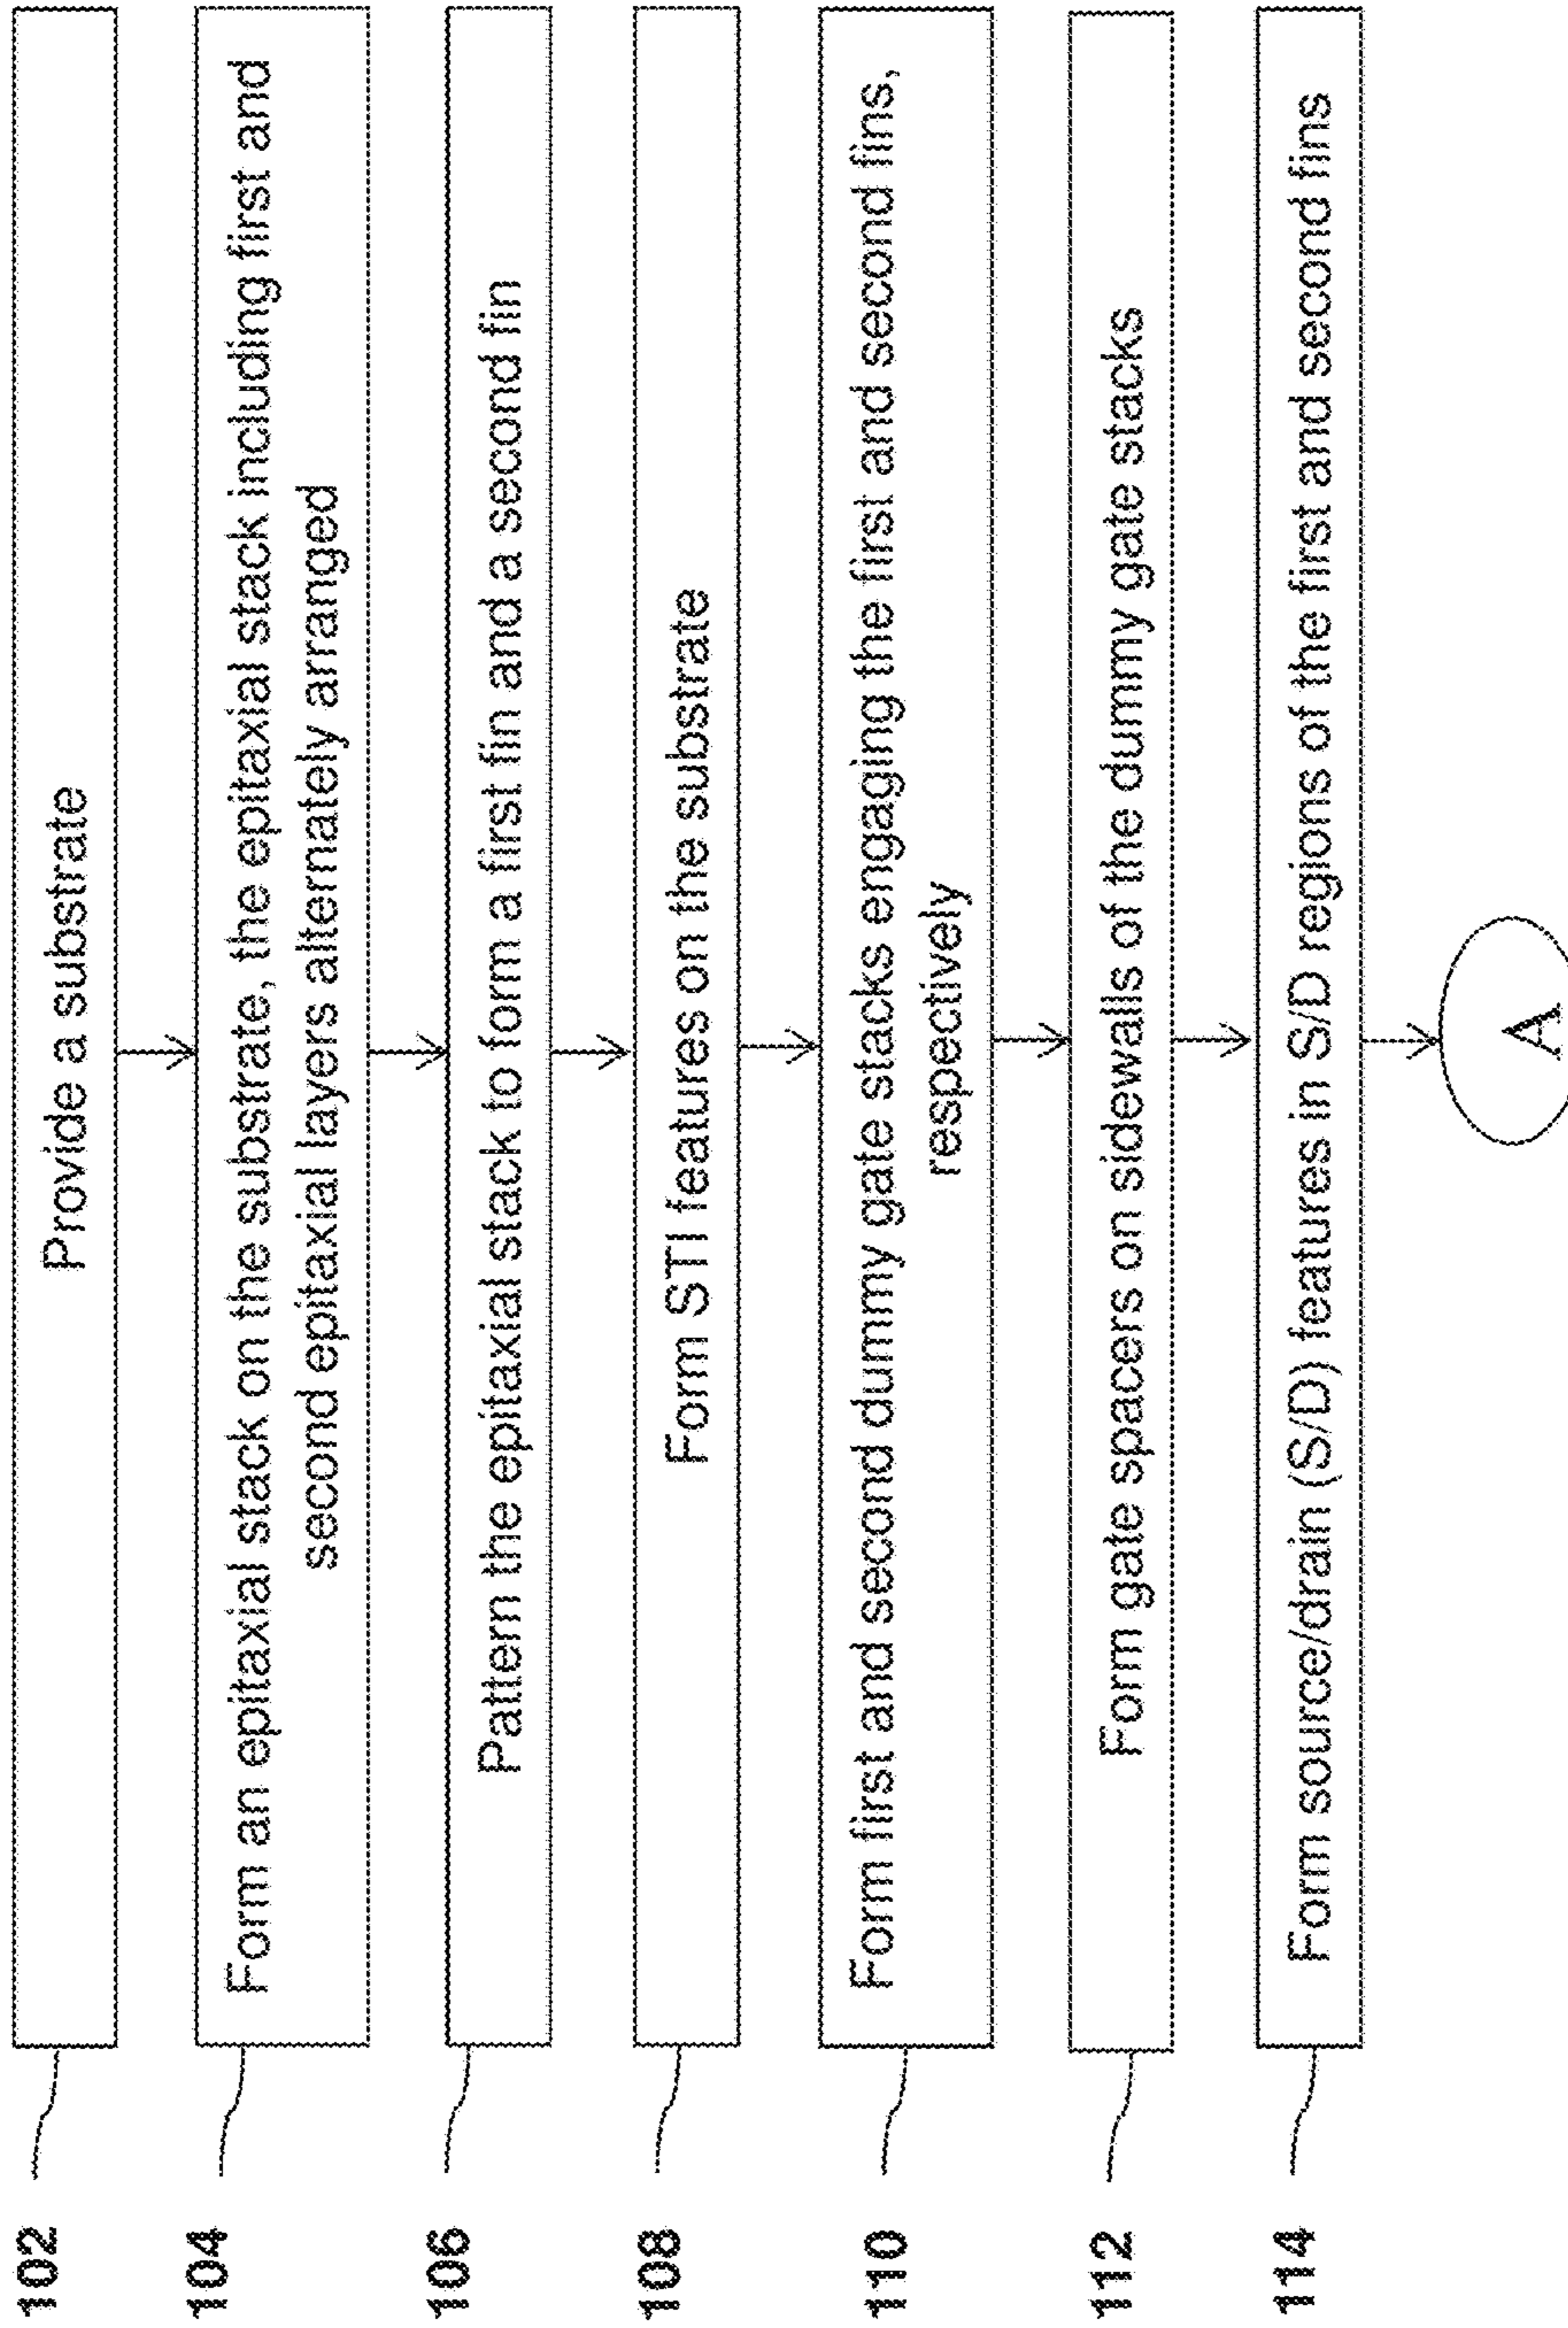 102
Provide a substrate
104
Form an epitaxial stack on the substrate, the epitaxial stack including first and
second epitaxial layers alternately arranged
106
Pattern the epitaxial stack to form a first fin and a second fin
108
Form STI features on the substrate
110
Form first and second dummy gate stacks engaging the first and second fins,
respectively
112
Form gate spacers on sidewalls of the dummy gate stacks
114
Form source/drain (S/D) features in S/D regions of the first and second fins
A